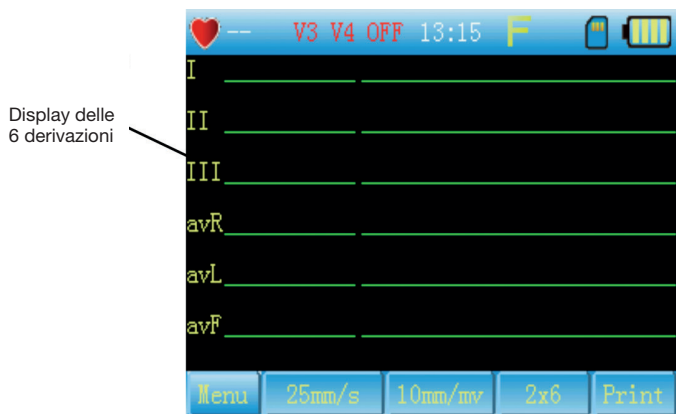 -- V3 V4 OFF 13:15 F
I
II
III
avR
avL
avF
Display delle
6 derivazioni
Menu 25mm/s 10mm/mv 2x6 Print